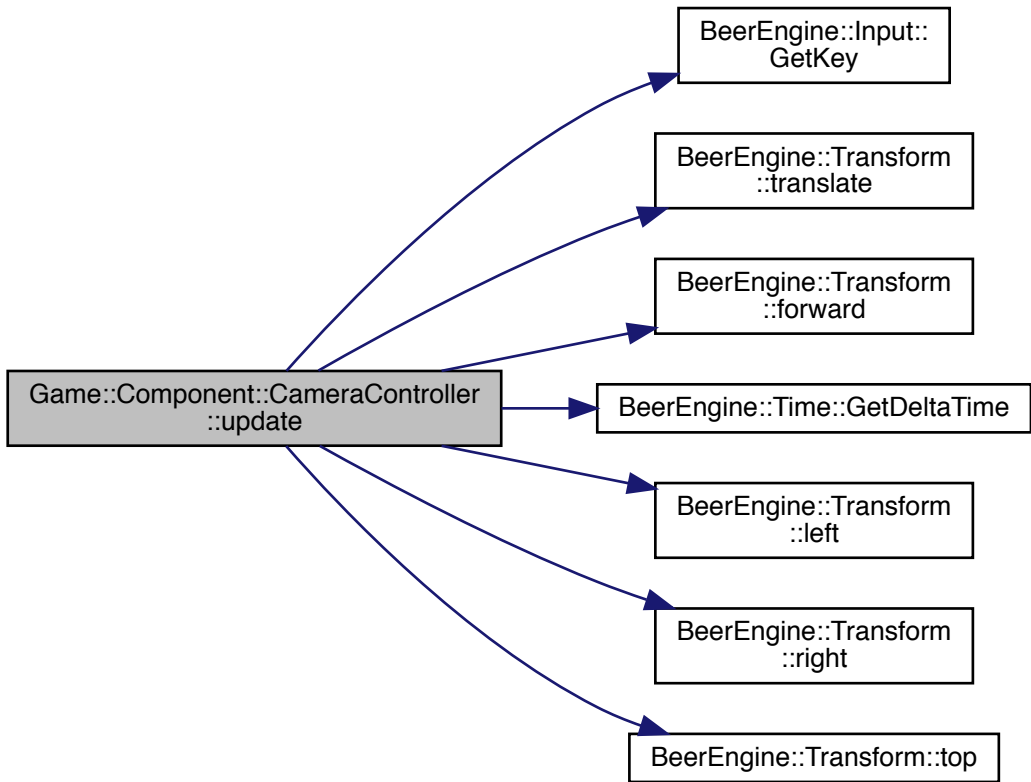 BeerEngine::Input::
GetKey
BeerEngine::Transform
::translate
BeerEngine::Transform
::forward
Game::Component::CameraController
::update
BeerEngine::Time::GetDeltaTime
BeerEngine::Transform
::left
BeerEngine::Transform
::right
BeerEngine::Transform::top